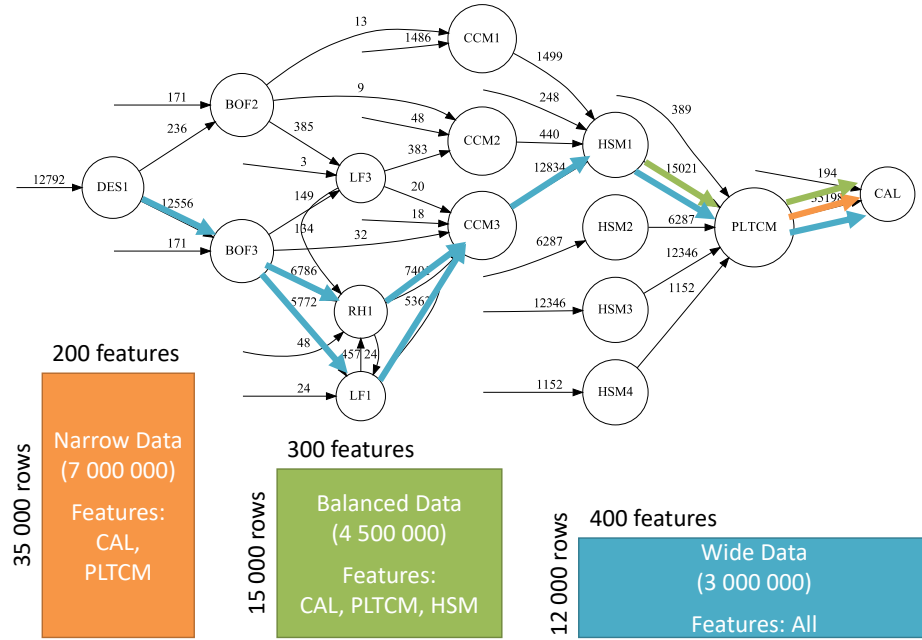 13
1486
CCM1
1499
171
BOF2
9
248
389
236
385
48
CCM2
440
HSM1
3
383
12834
15021
194
12792
DES1
LF3
20
CAL
12556
149
18
CCM3
HSM2
6287
PLTCM
171
BOF3
134
32
6287
12346
6786
5772
RH1
12346
HSM3
1152
48
457
24
24
LF1
1152
HSM4
200 features
35 000 rows
Narrow Data
(7 000 000)
Features:
CAL,
PLTCM
300 features
15 000 rows
Balanced Data
(4 500 000)
Features:
CAL, PLTCM, HSM
400 features
12 000 rows
Wide Data
(3 000 000)
Features: All